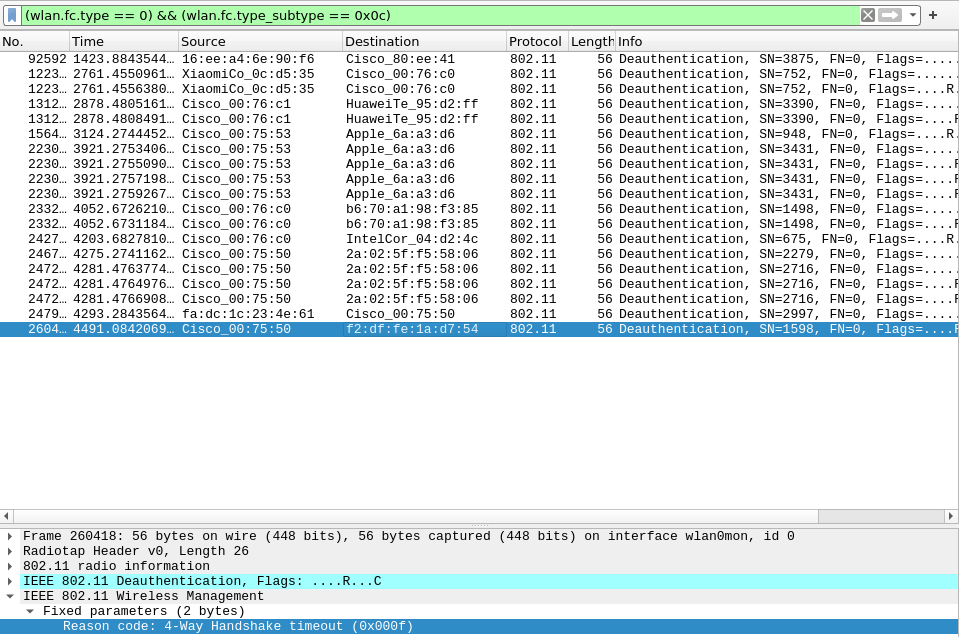 (wlan.fc.type == 0) && (wlan.fc.type_subtype == 0x0c)
No. Time Source Destination Protocol Length Info
92592 1423.8843544… 16:ee:a4:6e:90:f6 Cisco_80:ee:41 802.11 56 Deauthentication, SN=3875, FN=0, Flags=.....
1223… 2761.4550961… XiaomiCo_0c:d5:35 Cisco_00:76:c0 802.11 56 Deauthentication, SN=752, FN=0, Flags=.....
1223… 2761.4556380… XiaomiCo_0c:d5:35 Cisco_00:76:c0 802.11 56 Deauthentication, SN=752, FN=0, Flags=....R.
1312… 2878.4805161… Cisco_00:76:c1 HuaweiTe_95:d2:ff 802.11 56 Deauthentication, SN=3390, FN=0, Flags=.....
1312… 2878.4808491… Cisco_00:76:c1 HuaweiTe_95:d2:ff 802.11 56 Deauthentication, SN=3390, FN=0, Flags=....R
1564… 3124.2744452… Cisco_00:75:53 Apple_6a:a3:d6 802.11 56 Deauthentication, SN=948, FN=0, Flags=....R.
2230… 3921.2753406… Cisco_00:75:53 Apple_6a:a3:d6 802.11 56 Deauthentication, SN=3431, FN=0, Flags=.....
2230… 3921.2755090… Cisco_00:75:53 Apple_6a:a3:d6 802.11 56 Deauthentication, SN=3431, FN=0, Flags=....R
2230… 3921.2757198… Cisco_00:75:53 Apple_6a:a3:d6 802.11 56 Deauthentication, SN=3431, FN=0, Flags=....R
2230… 3921.2759267… Cisco_00:75:53 Apple_6a:a3:d6 802.11 56 Deauthentication, SN=3431, FN=0, Flags=....R
2332… 4052.6726210… Cisco_00:76:c0 b6:70:a1:98:f3:85 802.11 56 Deauthentication, SN=1498, FN=0, Flags=.....
2332… 4052.6731184… Cisco_00:76:c0 b6:70:a1:98:f3:85 802.11 56 Deauthentication, SN=1498, FN=0, Flags=....R
2427… 4203.6827810… Cisco_00:76:c0 IntelCor_04:d2:4c 802.11 56 Deauthentication, SN=675, FN=0, Flags=....R.
2467… 4275.2741162… Cisco_00:75:50 2a:02:5f:f5:58:06 802.11 56 Deauthentication, SN=2279, FN=0, Flags=....R
2472… 4281.4763774… Cisco_00:75:50 2a:02:5f:f5:58:06 802.11 56 Deauthentication, SN=2716, FN=0, Flags=.....
2472… 4281.4764976… Cisco_00:75:50 2a:02:5f:f5:58:06 802.11 56 Deauthentication, SN=2716, FN=0, Flags=....R
2472… 4281.4766908… Cisco_00:75:50 2a:02:5f:f5:58:06 802.11 56 Deauthentication, SN=2716, FN=0, Flags=....R
2479… 4293.2843564… fa:dc:1c:23:4e:61 Cisco_00:75:50 802.11 56 Deauthentication, SN=2997, FN=0, Flags=.....
2604… 4491.0842069… Cisco_00:75:50 f2:df:fe:1a:d7:54 802.11 56 Deauthentication, SN=1598, FN=0, Flags=....R
Frame 260418: 56 bytes on wire (448 bits), 56 bytes captured (448 bits) on interface wlan0mon, id 0
Radiotap Header v0, Length 26
802.11 radio information
IEEE 802.11 Deauthentication, Flags: ....R...C
IEEE 802.11 Wireless Management
Fixed parameters (2 bytes)
Reason code: 4-Way Handshake timeout (0x000f)